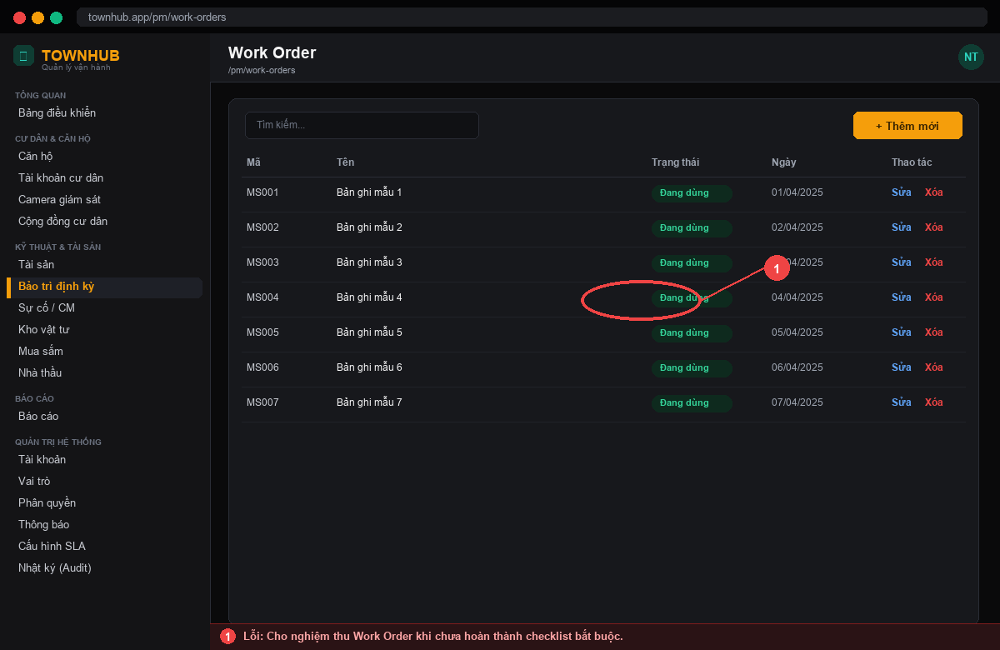 townhub.app/pm/work-orders
TOWNHUB
Quản lý vận hành
TỔNG QUAN
Bảng điều khiển
CƯ DÂN & CĂN HỘ
Căn hộ
Tài khoản cư dân
Camera giám sát
Cộng đồng cư dân
KỸ THUẬT & TÀI SẢN
Tài sản
Bảo trì định kỳ
Sự cố / CM
Kho vật tư
Mua sắm
Nhà thầu
BÁO CÁO
Báo cáo
QUẢN TRỊ HỆ THỐNG
Tài khoản
Vai trò
Phân quyền
Thông báo
Cấu hình SLA
Nhật ký (Audit)
Work Order
/pm/work-orders
NT
Tìm kiếm...
+ Thêm mới
Mã Tên Trạng thái Ngày Thao tác
MS001 Bản ghi mẫu 1 Đang dùng 01/04/2025 Sửa Xóa
MS002 Bản ghi mẫu 2 Đang dùng 02/04/2025 Sửa Xóa
MS003 Bản ghi mẫu 3 Đang dùng 04/2025 Sửa Xóa
1
MS004 Bản ghi mẫu 4 Đang dùng 04/04/2025 Sửa Xóa
MS005 Bản ghi mẫu 5 Đang dùng 05/04/2025 Sửa Xóa
MS006 Bản ghi mẫu 6 Đang dùng 06/04/2025 Sửa Xóa
MS007 Bản ghi mẫu 7 Đang dùng 07/04/2025 Sửa Xóa
1 Lỗi: Cho nghiệm thu Work Order khi chưa hoàn thành checklist bắt buộc.